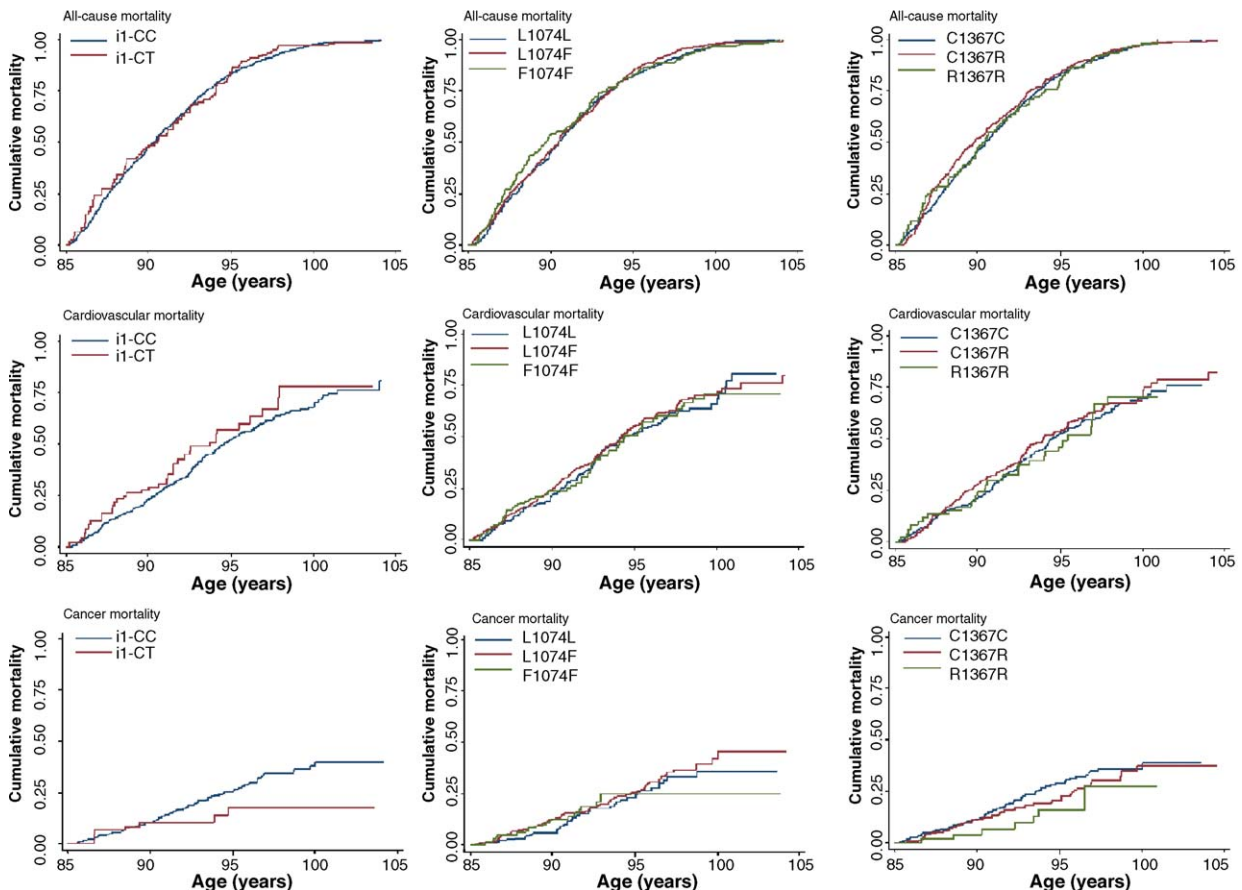 All-cause mortality
i1-CC
i1-CT
Cumulative mortality
1.00
0.75
0.50
0.25
0.00
85 90 95 100 105
Age (years)
All-cause mortality
L1074L
L1074F
F1074F
Cumulative mortality
1.00
0.75
0.50
0.25
0.00
85 90 95 100 105
Age (years)
All-cause mortality
C1367C
C1367R
R1367R
Cumulative mortality
1.00
0.75
0.50
0.25
0.00
85 90 95 100 105
Age (years)
Cardiovascular mortality
i1-CC
i1-CT
Cumulative mortality
1.00
0.75
0.50
0.25
0.00
85 90 95 100 105
Age (years)
Cardiovascular mortality
L1074L
L1074F
F1074F
Cumulative mortality
1.00
0.75
0.50
0.25
0.00
85 90 95 100 105
Age (years)
Cardiovascular mortality
C1367C
C1367R
R1367R
Cumulative mortality
1.00
0.75
0.50
0.25
0.00
85 90 95 100 105
Age (years)
Cancer mortality
i1-CC
i1-CT
Cumulative mortality
1.00
0.75
0.50
0.25
0.00
85 90 95 100 105
Age (years)
Cancer mortality
L1074L
L1074F
F1074F
Cumulative mortality
1.00
0.75
0.50
0.25
0.00
85 90 95 100 105
Age (years)
Cancer mortality
C1367C
C1367R
R1367R
Cumulative mortality
1.00
0.75
0.50
0.25
0.00
85 90 95 100 105
Age (years)